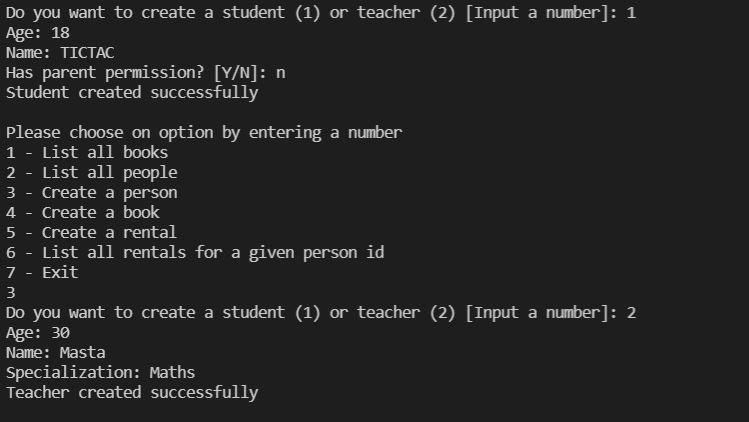 Do you want to create a student (1) or teacher (2) [Input a number]: 1
Age: 18
Name: TICTAC
Has parent permission? [Y/N]: n
Student created successfully
Please choose on option by entering a number
1 - List all books
2 - List all people
3 - Create a person
4 - Create a book
5 - Create a rental
6 - List all rentals for a given person id
7 - Exit
3
Do you want to create a student (1) or teacher (2) [Input a number]: 2
Age: 30
Name: Masta
Specialization: Maths
Teacher created successfully